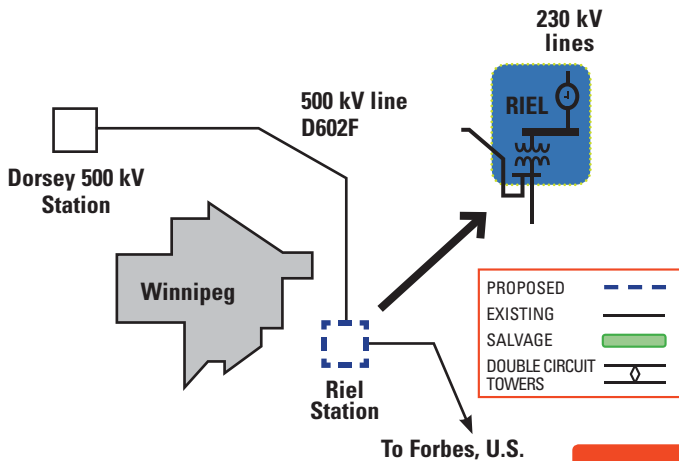 230 kV
lines
RIEL
500 kV line
D602F
Dorsey 500 kV
Station
Winnipeg
PROPOSED
EXISTING
SALVAGE
DOUBLE CIRCUIT
TOWERS
Riel
Station
To Forbes, U.S.